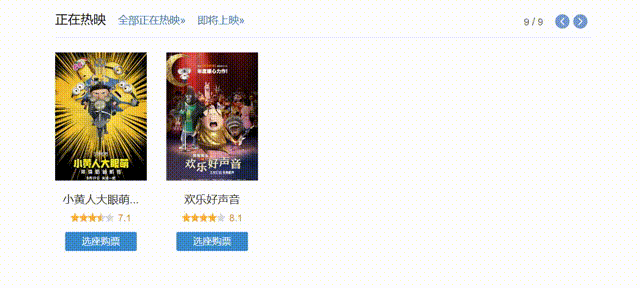 正在热映 全部正在热映» 即将上映» 9 / 9
小黄人大眼萌
欢乐好声音
小黄人大眼萌... 欢乐好声音
7.1 8.1
选座购票 选座购票